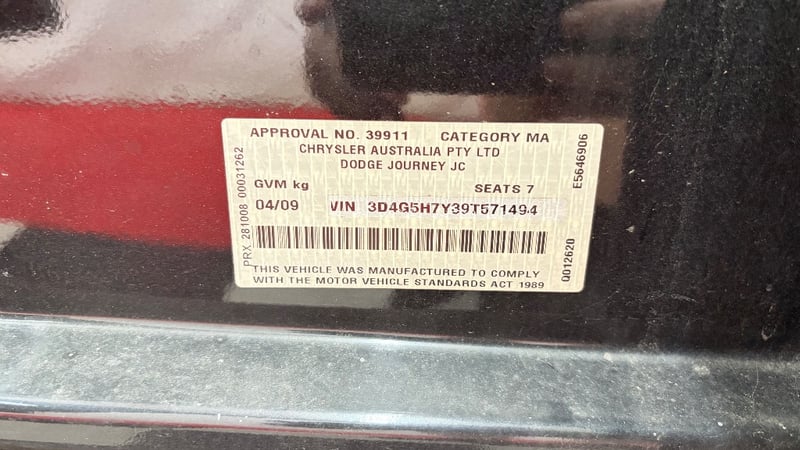 APPROVAL NO. 39911 CATEGORY MA
CHRYSLER AUSTRALIA PTY LTD
DODGE JOURNEY JC
GVM kg SEATS 7
04/09 VIN 3D4G5H7Y39T571494
THIS VEHICLE WAS MANUFACTURED TO COMPLY
WITH THE MOTOR VEHICLE STANDARDS ACT 1989
PRX 281008 00031262
E5646906
Q012620